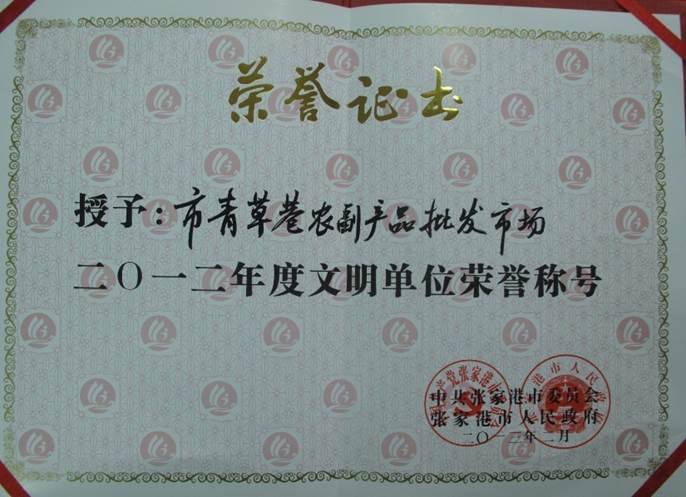 荣誉证书
授予：市青草巷农副产品批发市场
二〇一二年度文明单位荣誉称号
中共张家港市委员会
张家港市人民政府
二〇一三年二月